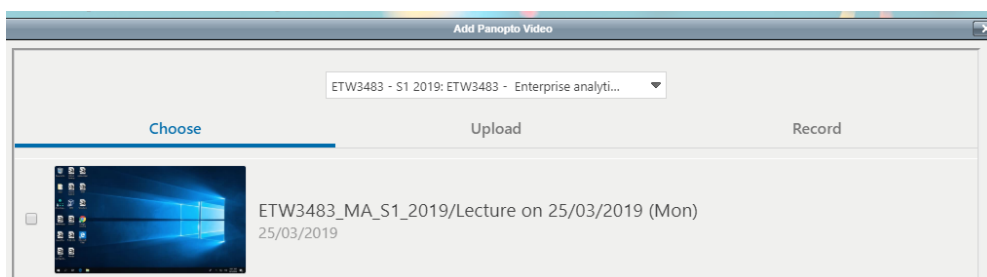 Add Panopto Video
ETW3483 - S1 2019: ETW3483 - Enterprise analyti...
Choose
Upload
Record
ETW3483_MA_S1_2019/Lecture on 25/03/2019 (Mon)
25/03/2019